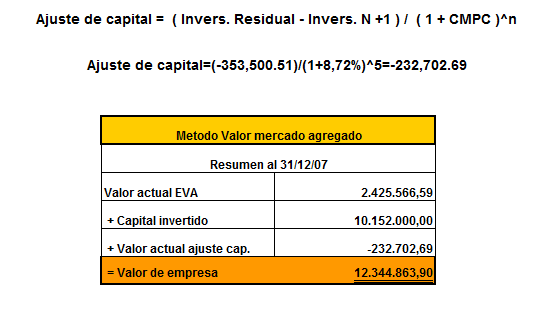 Ajuste de capital = ( Invers. Residual - Invers. N +1 ) / ( 1 + CMPC )^n
Ajuste de capital=(-353,500.51)/(1+8,72%)^5=-232,702.69
Metodo Valor mercado agregado
Resumen al 31/12/07
Valor actual EVA 2.425.566,59
+ Capital invertido 10.152.000,00
+ Valor actual ajuste cap. -232.702,69
= Valor de empresa 12.344.863,90